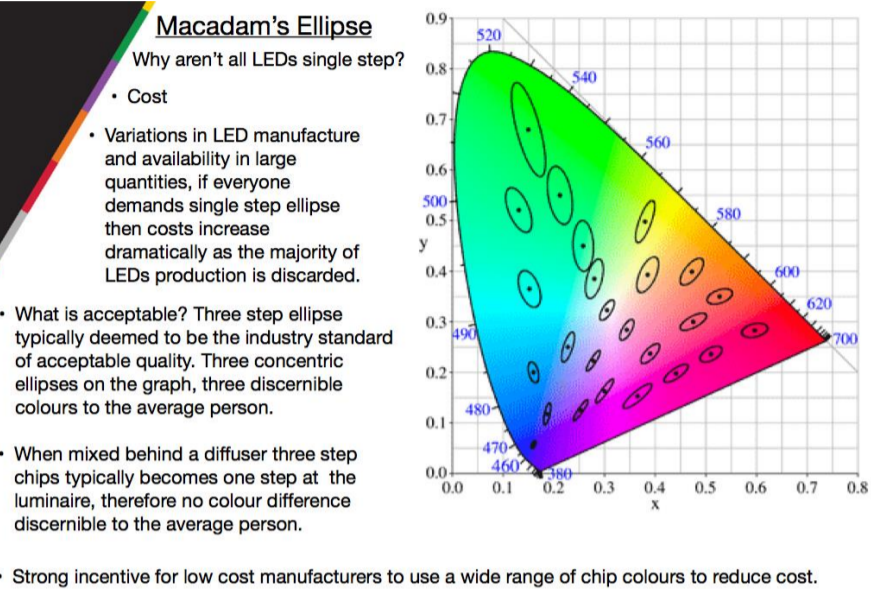 Macadam's Ellipse
Why aren't all LEDs single step?
• Cost
• Variations in LED manufacture
and availability in large
quantities, if everyone
demands single step ellipse
then costs increase
dramatically as the majority of
LEDs production is discarded.
• What is acceptable? Three step ellipse
typically deemed to be the industry standard
of acceptable quality. Three concentric
ellipses on the graph, three discernible
colours to the average person.
• When mixed behind a diffuser three step
chips typically becomes one step at the
luminaire, therefore no colour difference
discernible to the average person.
• Strong incentive for low cost manufacturers to use a wide range of chip colours to reduce cost.
0.9
0.8
0.7
0.6
0.5
y
0.4
0.3
0.2
0.1
0.0
0.0 0.1 0.2 0.3 0.4 0.5 0.6 0.7 0.8
x
520
540
560
500
580
600
620
490
700
480
470
460
380